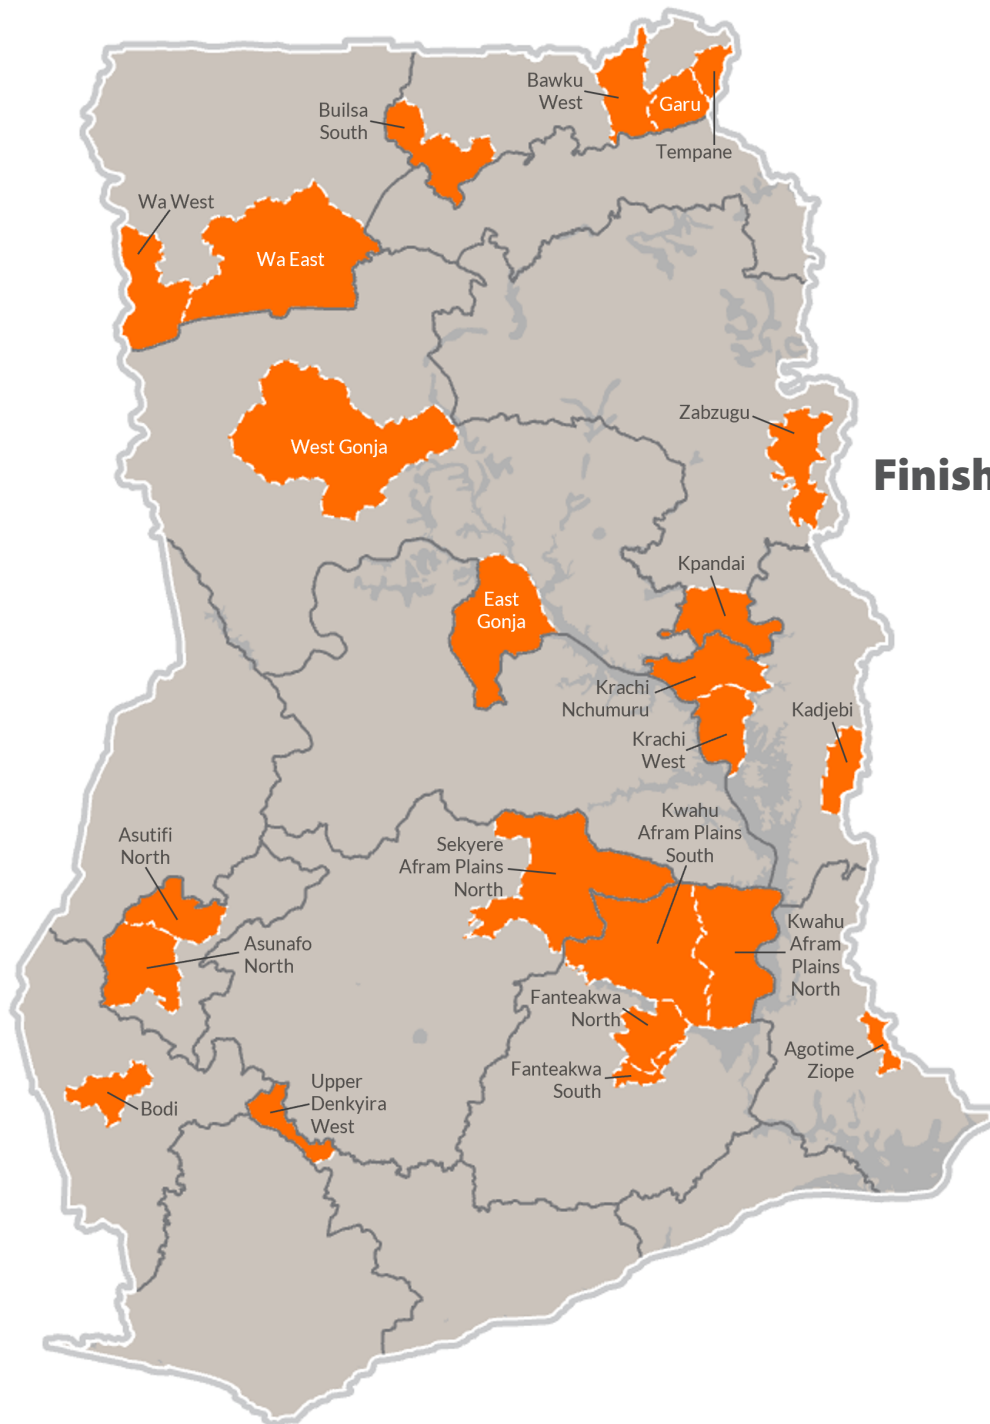 Bawku
West
Garu
Builsa
South
Tempane
Wa West
Wa East
Zabzugu
West Gonja
Finish
Kpandai
East
Gonja
Krachi
Nchumuru
Kadjebi
Krachi
West
Kwahu
Afram Plains
South
Asutifi
North
Sekyere
Afram Plains
North
Kwahu
Afram
Plains
North
Asunafo
North
Fanteakwa
North
Agotime
Ziope
Fanteakwa
South
Upper
Denkyira
West
Bodi